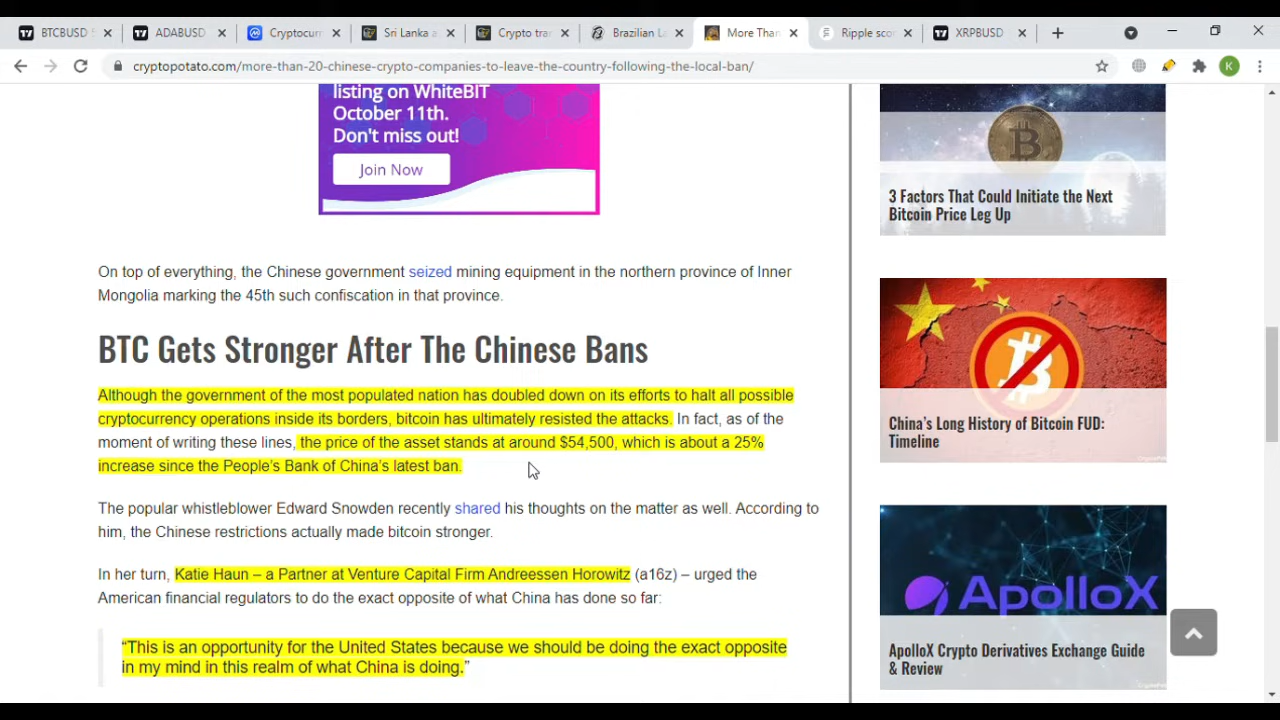 BTCBUSD
ADABUSD
Cryptocurr
Sri Lanka a
Crypto tra
Brazilian L
More Than
Ripple sco
XRPBUSD
cryptopotato.com/more-than-20-chinese-crypto-companies-to-leave-the-country-following-the-local-ban/
K
listing on WhiteBIT
October 11th.
Don't miss out!
Join Now
On top of everything, the Chinese government seized mining equipment in the northern province of Inner
Mongolia marking the 45th such confiscation in that province.
BTC Gets Stronger After The Chinese Bans
Although the government of the most populated nation has doubled down on its efforts to halt all possible
cryptocurrency operations inside its borders, bitcoin has ultimately resisted the attacks. In fact, as of the
moment of writing these lines, the price of the asset stands at around $54,500, which is about a 25%
increase since the People's Bank of China's latest ban.
The popular whistleblower Edward Snowden recently shared his thoughts on the matter as well. According to
him, the Chinese restrictions actually made bitcoin stronger.
In her turn, Katie Haun – a Partner at Venture Capital Firm Andreessen Horowitz (a16z) – urged the
American financial regulators to do the exact opposite of what China has done so far:
“This is an opportunity for the United States because we should be doing the exact opposite
in my mind in this realm of what China is doing.”
3 Factors That Could Initiate the Next
Bitcoin Price Leg Up
China's Long History of Bitcoin FUD:
Timeline
ApolloX
ApolloX Crypto Derivatives Exchange Guide
& Review